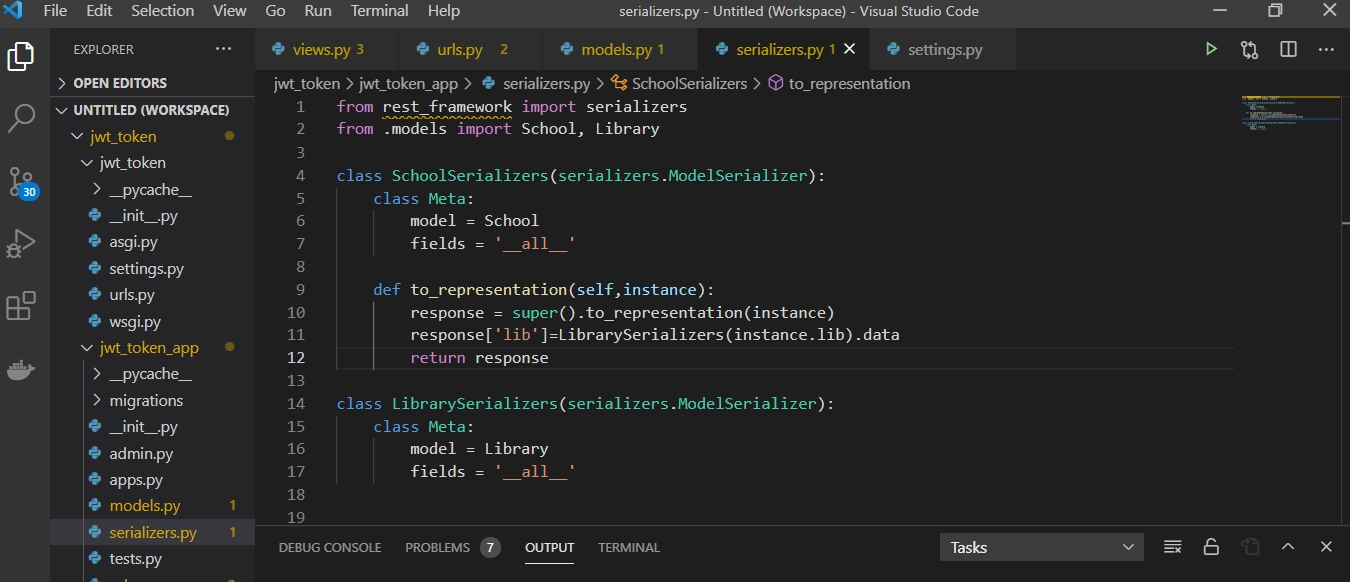 File Edit Selection View Go Run Terminal Help serializers.py - Untitled (Workspace) - Visual Studio Code
EXPLORER ...
views.py 3 urls.py 2 models.py 1 serializers.py 1 settings.py
OPEN EDITORS
UNTITLED (WORKSPACE)
jwt_token
jwt_token
__pycache__
__init__.py
asgi.py
settings.py
urls.py
wsgi.py
jwt_token_app
__pycache__
migrations
__init__.py
admin.py
apps.py
models.py 1
serializers.py 1
tests.py
30
jwt_token > jwt_token_app > serializers.py > SchoolSerializers > to_representation
1 from rest_framework import serializers
2 from .models import School, Library
3
4 class SchoolSerializers(serializers.ModelSerializer):
5     class Meta:
6         model = School
7         fields = '__all__'
8
9     def to_representation(self,instance):
10         response = super().to_representation(instance)
11         response['lib']=LibrarySerializers(instance.lib).data
12         return response
13
14 class LibrarySerializers(serializers.ModelSerializer):
15     class Meta:
16         model = Library
17         fields = '__all__'
18
19
DEBUG CONSOLE PROBLEMS 7 OUTPUT TERMINAL Tasks